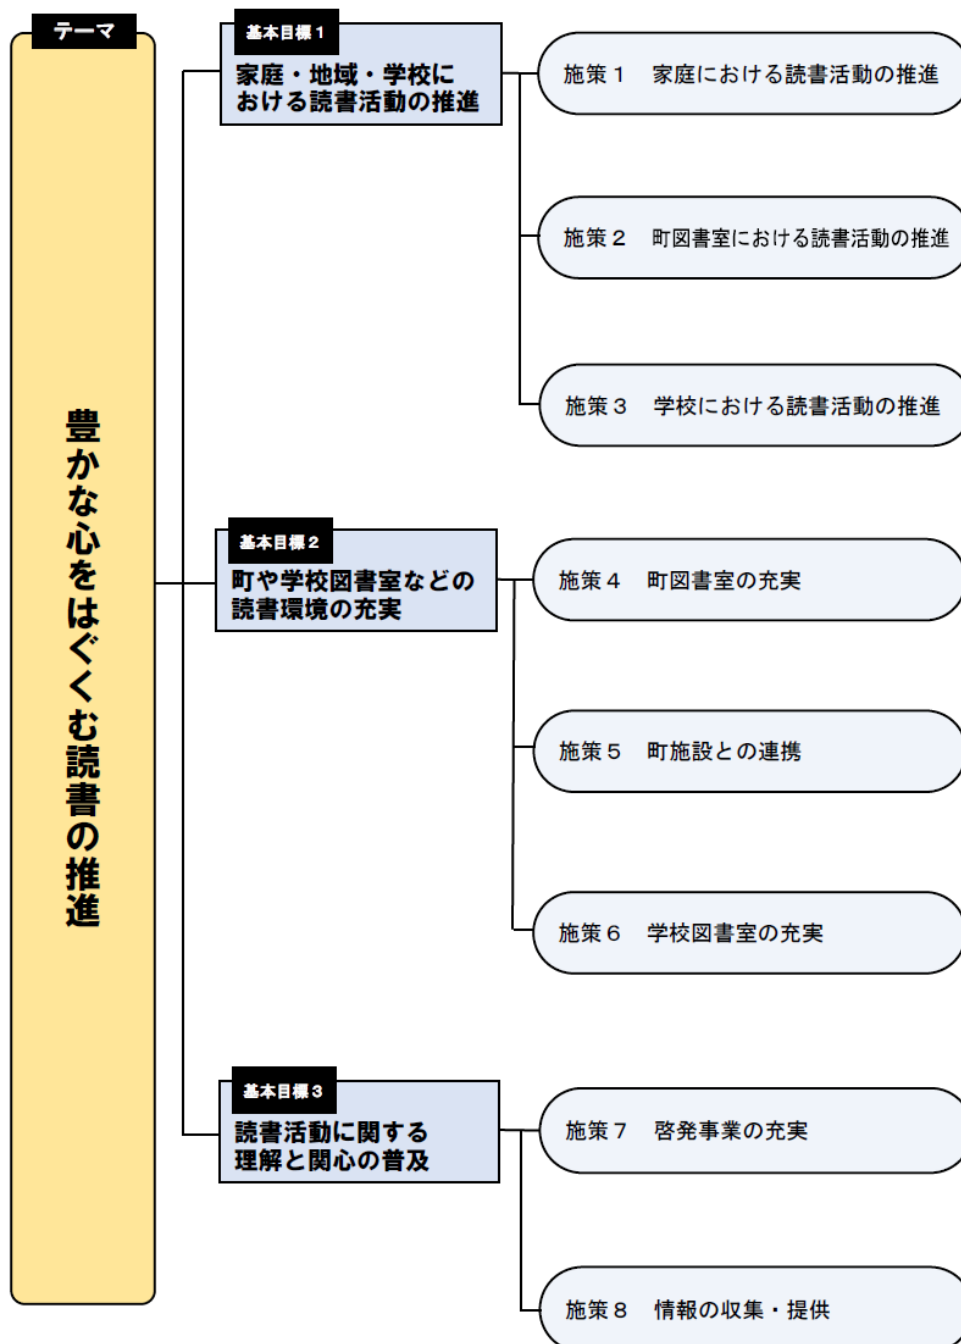 テーマ
豊かな心をはぐくむ読書の推進
基本目標１
家庭・地域・学校に
おける読書活動の推進
施策１　家庭における読書活動の推進
施策２　町図書室における読書活動の推進
施策３　学校における読書活動の推進
基本目標２
町や学校図書室などの
読書環境の充実
施策４　町図書室の充実
施策５　町施設との連携
施策６　学校図書室の充実
基本目標３
読書活動に関する
理解と関心の普及
施策７　啓発事業の充実
施策８　情報の収集・提供